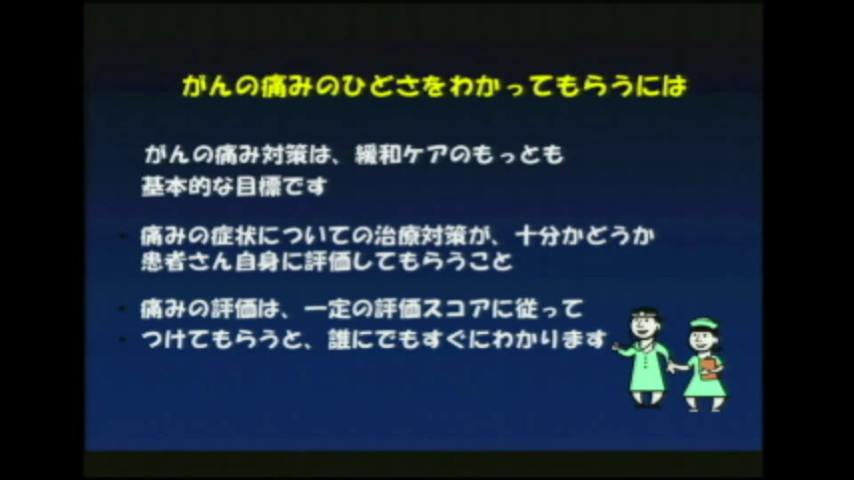 がんの痛みのひどさをわかってもらうには
がんの痛み対策は、緩和ケアのもっとも
基本的な目標です
痛みの症状についての治療対策が、十分かどうか
患者さん自身に評価してもらうこと
痛みの評価は、一定の評価スコアに従って
つけてもらうと、誰にでもすぐにわかります